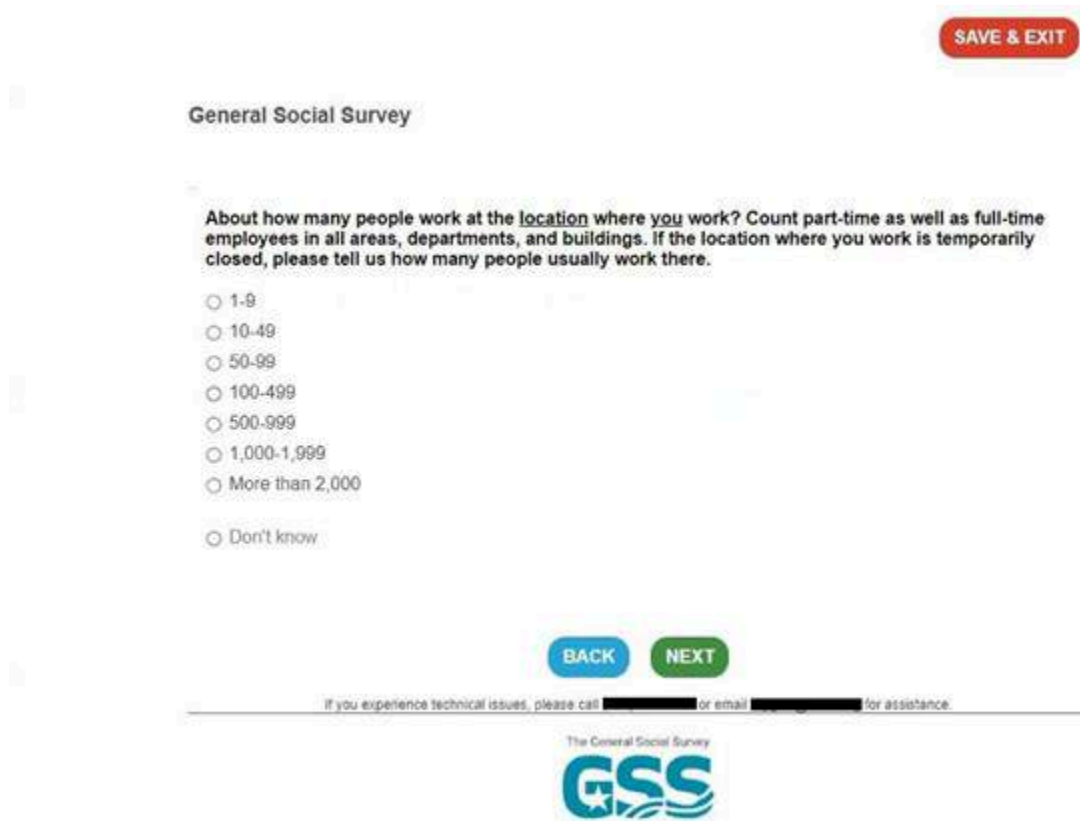 SAVE & EXIT
General Social Survey
About how many people work at the location where you work? Count part-time as well as full-time
employees in all areas, departments, and buildings. If the location where you work is temporarily
closed, please tell us how many people usually work there.
1-9
10-49
50-99
100-499
500-999
1,000-1,999
More than 2,000
Don't know
BACK NEXT
If you experience technical issues, please call or email for assistance.
The General Social Survey
GSS